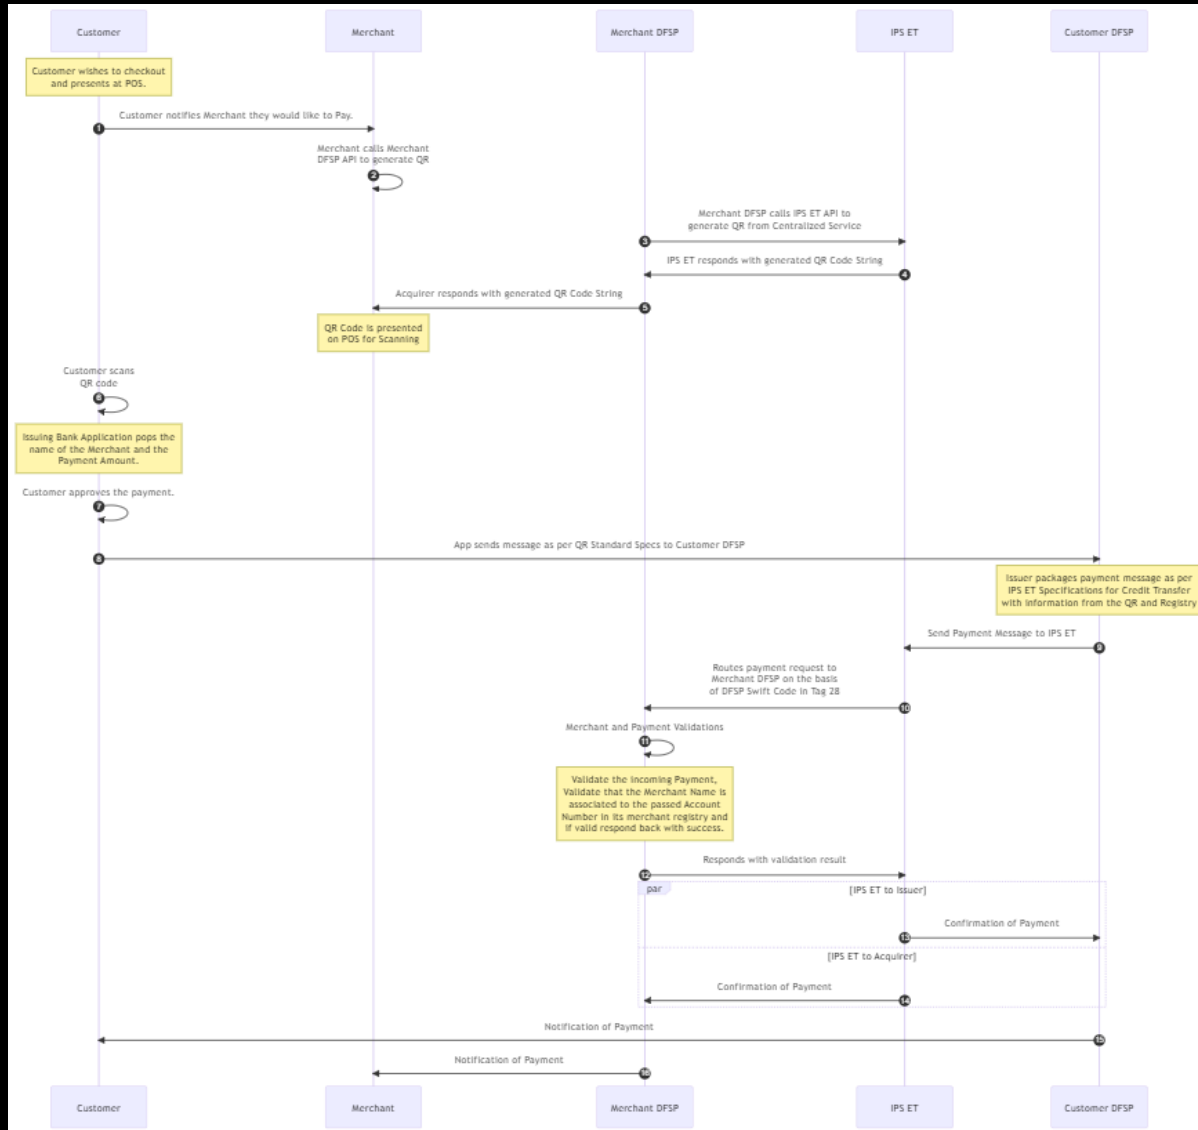 Customer
Merchant
Merchant DFSP
IPS ET
Customer DFSP
Customer wishes to checkout
and presents at POS.
Customer notifies Merchant they would like to Pay.
1
Merchant calls Merchant
DFSP API to generate QR
2
Merchant DFSP calls IPS ET API to
generate QR from Centralized Service
3
IPS ET responds with generated QR Code String
4
Acquirer responds with generated QR Code String
5
QR Code is presented
on POS for Scanning
Customer scans
QR code
6
Issuing Bank Application pops the
name of the Merchant and the
Payment Amount.
Customer approves the payment.
7
App sends message as per QR Standard Specs to Customer DFSP
8
Issuer packages payment message as per
IPS ET Specifications for Credit Transfer
with information from the QR and Registry
Send Payment Message to IPS ET
9
Routes payment request to
Merchant DFSP on the basis
of DFSP Swift Code in Tag 28
10
Merchant and Payment Validations
11
Validate the incoming Payment,
Validate that the Merchant Name is
associated to the passed Account
Number in its merchant registry and
if valid respond back with success.
Responds with validation result
12
par
[IPS ET to Issuer]
Confirmation of Payment
13
[IPS ET to Acquirer]
Confirmation of Payment
14
Notification of Payment
15
Notification of Payment
16
Customer
Merchant
Merchant DFSP
IPS ET
Customer DFSP